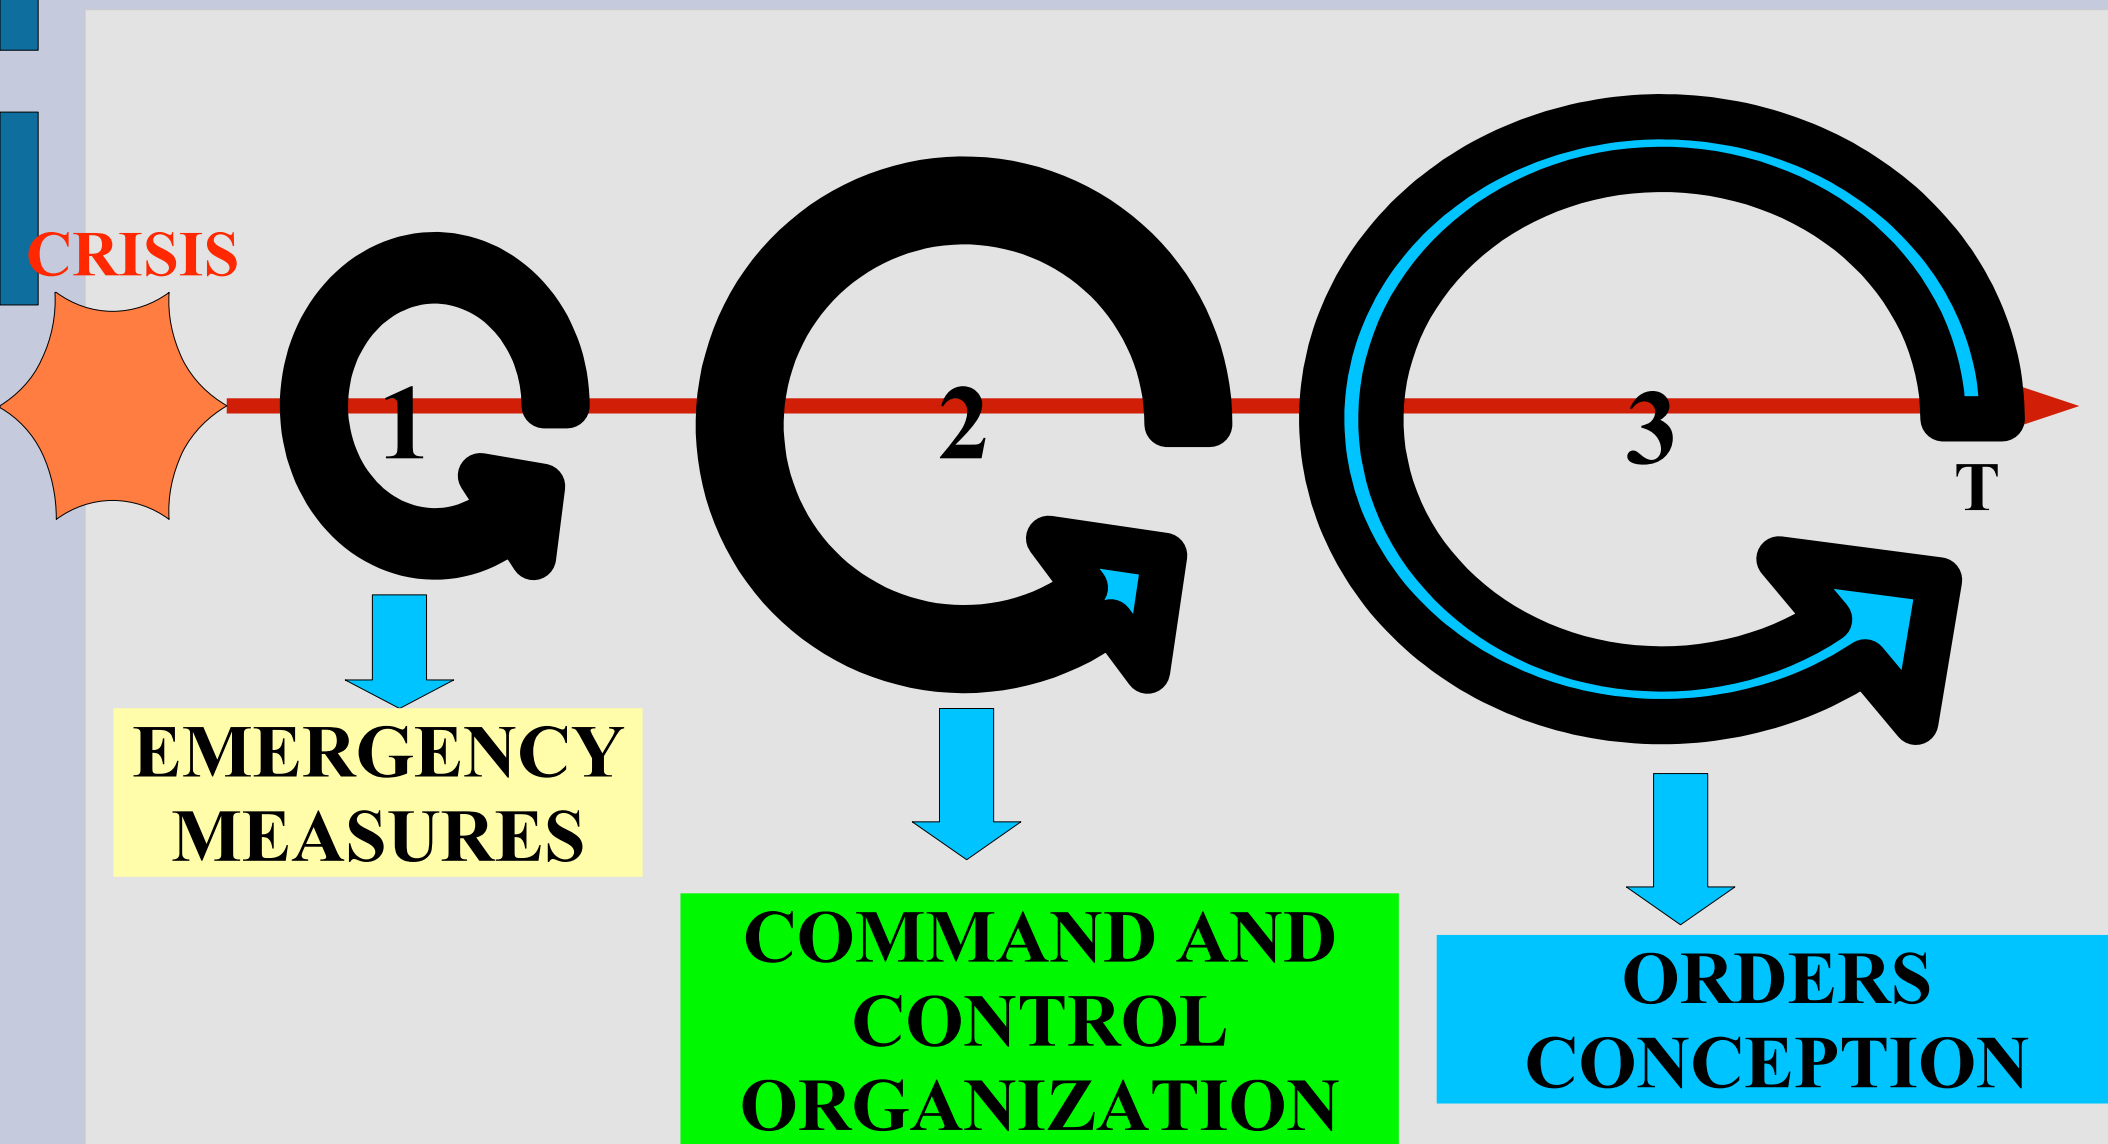 CRISIS
1
2
3
T
EMERGENCY
MEASURES
COMMAND AND
CONTROL
ORGANIZATION
ORDERS
CONCEPTION